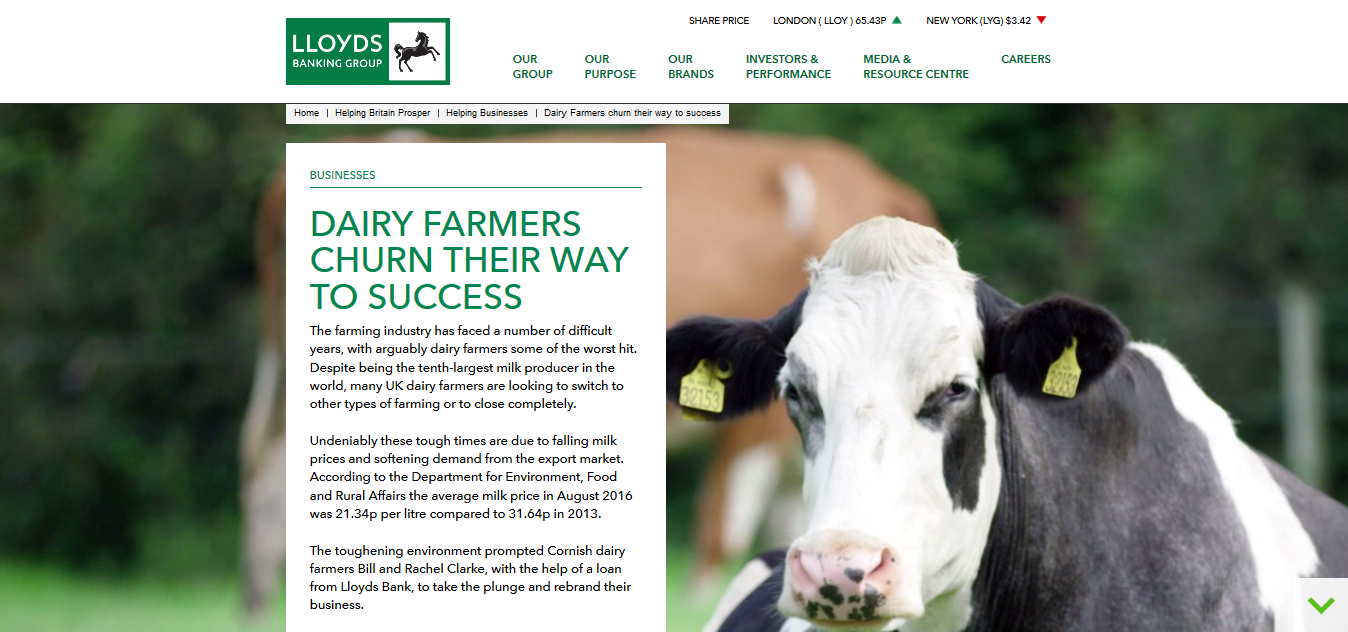 SHARE PRICE LONDON ( LLOY ) 65.43P NEW YORK (LYG) $3.42
LLOYDS
BANKING GROUP
OUR GROUP
OUR PURPOSE
OUR BRANDS
INVESTORS & PERFORMANCE
MEDIA & RESOURCE CENTRE
CAREERS
Home | Helping Britain Prosper | Helping Businesses | Dairy Farmers churn their way to success
BUSINESSES
DAIRY FARMERS
CHURN THEIR WAY
TO SUCCESS
The farming industry has faced a number of difficult
years, with arguably dairy farmers some of the worst hit.
Despite being the tenth-largest milk producer in the
world, many UK dairy farmers are looking to switch to
other types of farming or to close completely.
Undeniably these tough times are due to falling milk
prices and softening demand from the export market.
According to the Department for Environment, Food
and Rural Affairs the average milk price in August 2016
was 21.34p per litre compared to 31.64p in 2013.
The toughening environment prompted Cornish dairy
farmers Bill and Rachel Clarke, with the help of a loan
from Lloyds Bank, to take the plunge and rebrand their
business.
32153